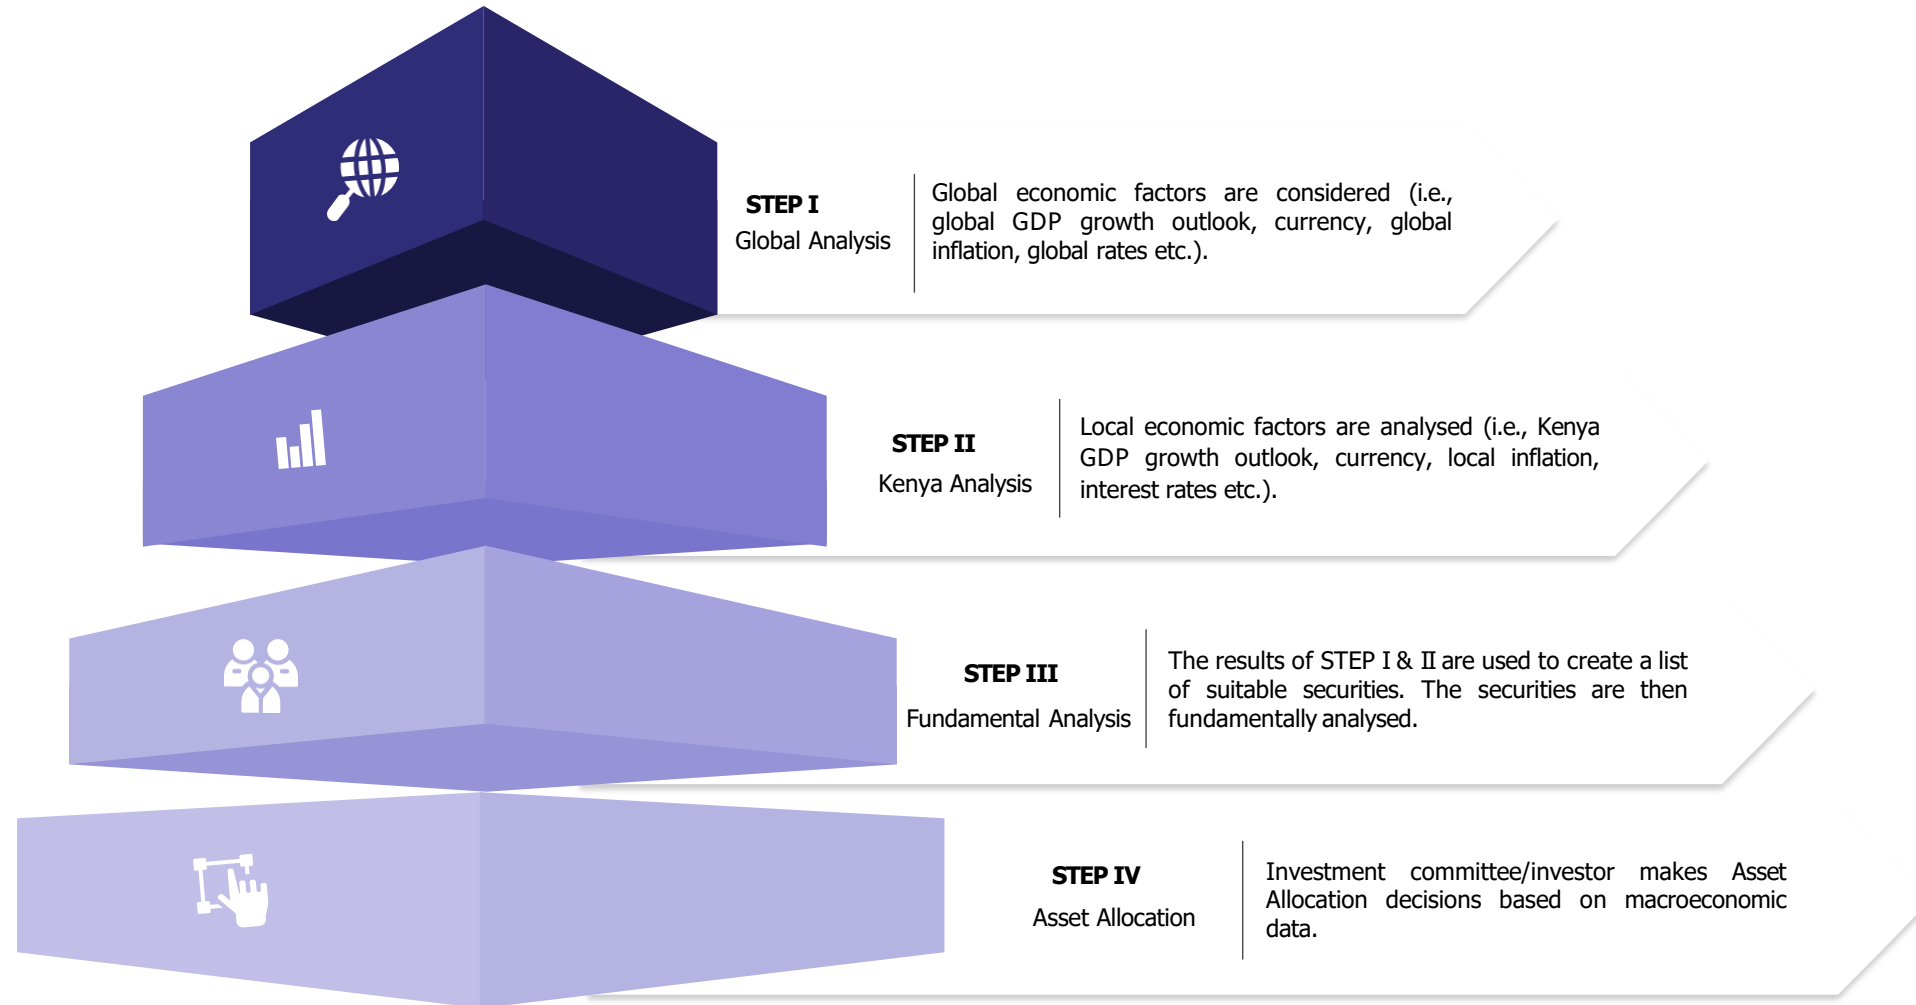 STEP I
Global Analysis
Global economic factors are considered (i.e.,
global GDP growth outlook, currency, global
inflation, global rates etc.).
STEP II
Kenya Analysis
Local economic factors are analysed (i.e., Kenya
GDP growth outlook, currency, local inflation,
interest rates etc.).
STEP III
Fundamental Analysis
The results of STEP I & II are used to create a list
of suitable securities. The securities are then
fundamentally analysed.
STEP IV
Asset Allocation
Investment committee/investor makes Asset
Allocation decisions based on macroeconomic
data.